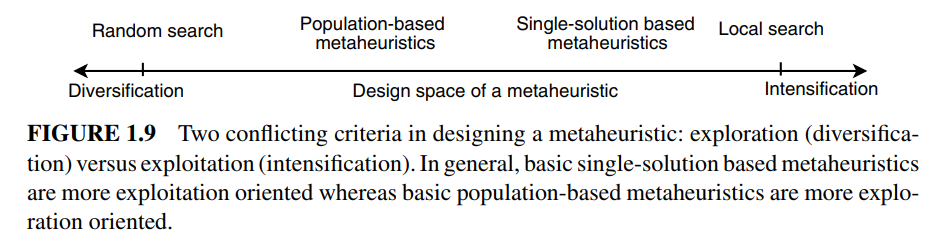 Random search
Population-based
metaheuristics
Single-solution based
metaheuristics
Local search
Diversification
Design space of a metaheuristic
Intensification
FIGURE 1.9 Two conflicting criteria in designing a metaheuristic: exploration (diversifica-
tion) versus exploitation (intensification). In general, basic single-solution based metaheuristics
are more exploitation oriented whereas basic population-based metaheuristics are more explo-
ration oriented.